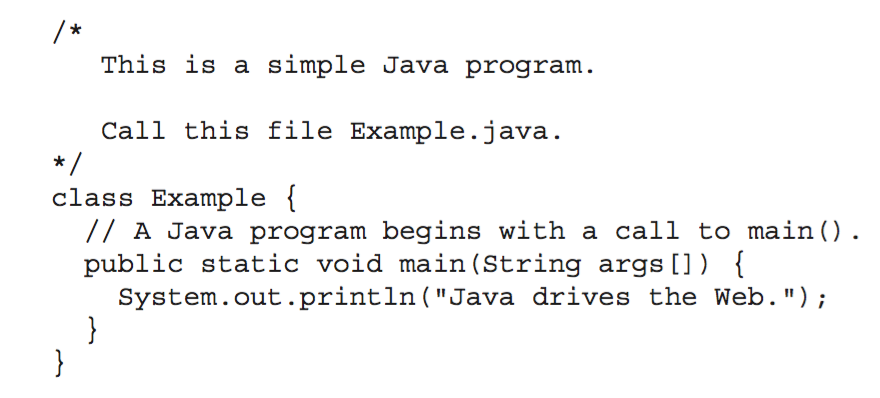 /*
This is a simple Java program.
Call this file Example.java.
*/
class Example {
// A Java program begins with a call to main().
public static void main(String args[]) {
System.out.println("Java drives the Web.");
}
}